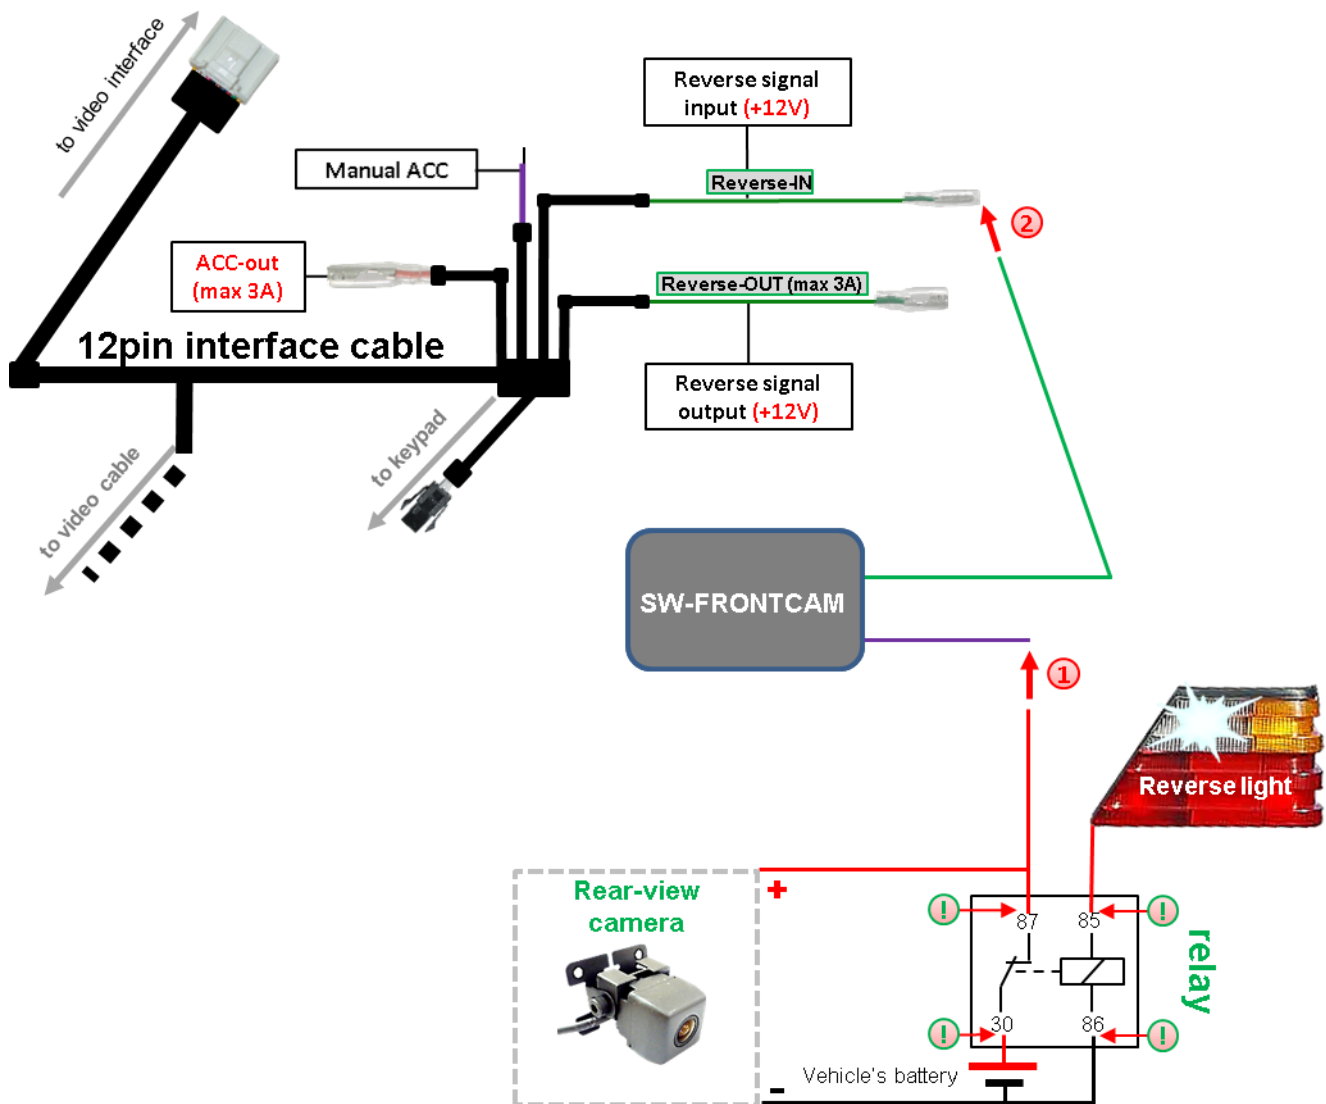 to video interface
Reverse signal
input (+12V)
Manual ACC
Reverse-IN
2
ACC-out
(max 3A)
Reverse-OUT (max 3A)
12pin interface cable
Reverse signal
output (+12V)
to keypad
to video cable
SW-FRONTCAM
1
Reverse light
Rear-view
camera
+
!
87
85
!
relay
!
30
86
!
Vehicle's battery
-